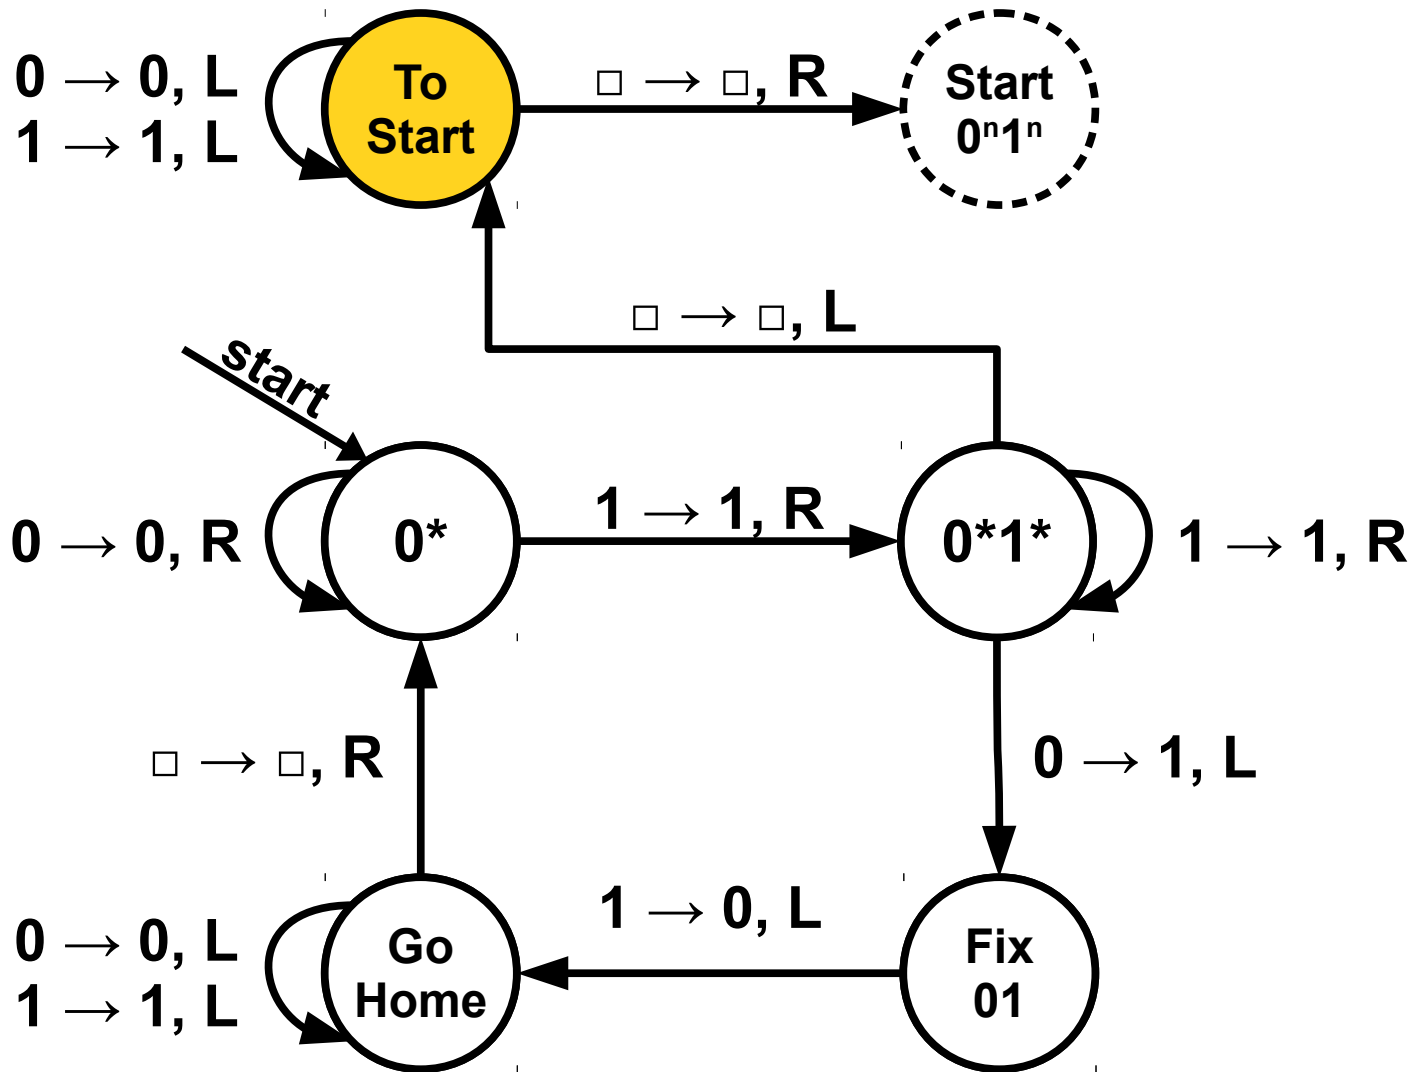 0 → 0, L
1 → 1, L
To
Start
□ → □, R
Start
0ⁿ1ⁿ
□ → □, L
start
0 → 0, R
0*
1 → 1, R
0*1*
1 → 1, R
□ → □, R
0 → 1, L
0 → 0, L
1 → 1, L
Go
Home
1 → 0, L
Fix
01